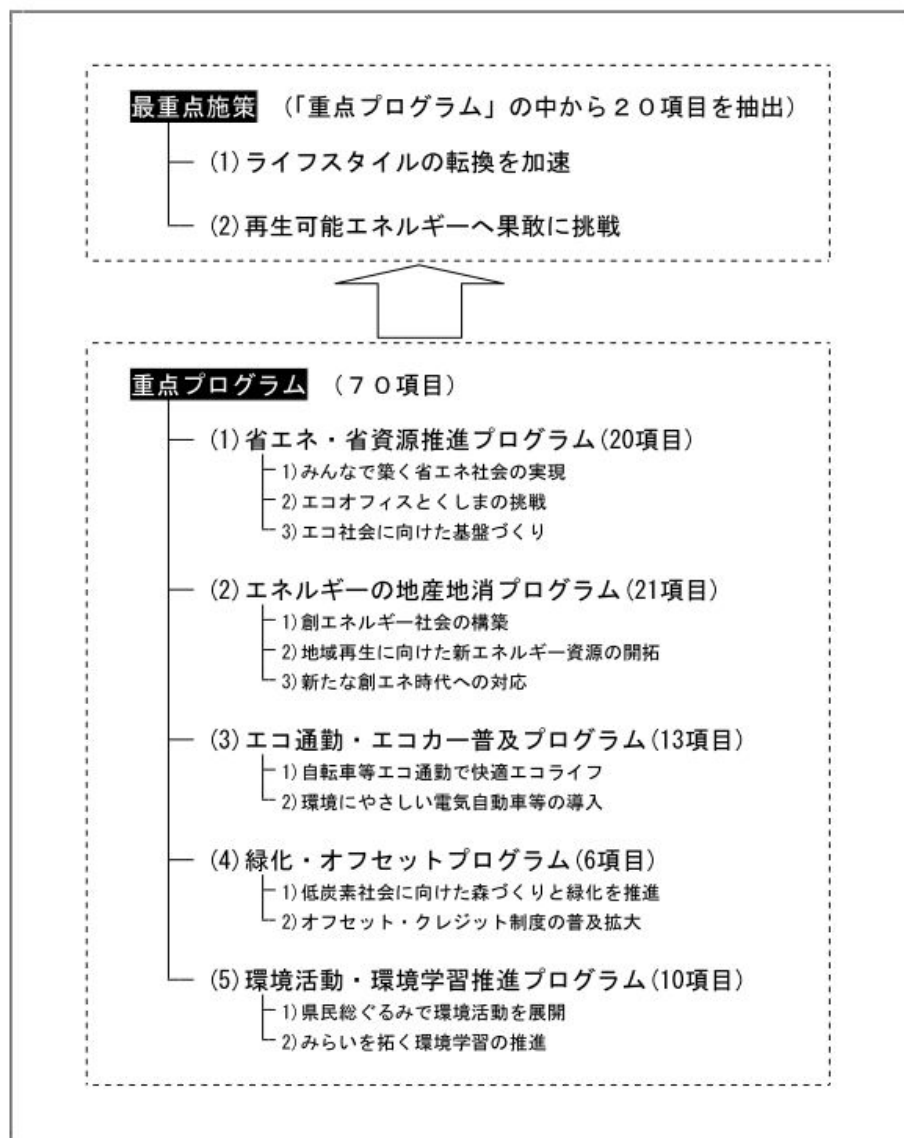 最重点施策 (「重点プログラム」の中から20項目を抽出)
(1)ライフスタイルの転換を加速
(2)再生可能エネルギーへ果敢に挑戦
重点プログラム (70項目)
(1)省エネ・省資源推進プログラム(20項目)
1)みんなで築く省エネ社会の実現
2)エコオフィスとくしまの挑戦
3)エコ社会に向けた基盤づくり
(2)エネルギーの地産地消プログラム(21項目)
1)創エネルギー社会の構築
2)地域再生に向けた新エネルギー資源の開拓
3)新たな創エネ時代への対応
(3)エコ通勤・エコカー普及プログラム(13項目)
1)自転車等エコ通勤で快適エコライフ
2)環境にやさしい電気自動車等の導入
(4)緑化・オフセットプログラム(6項目)
1)低炭素社会に向けた森づくりと緑化を推進
2)オフセット・クレジット制度の普及拡大
(5)環境活動・環境学習推進プログラム(10項目)
1)県民総ぐるみで環境活動を展開
2)みらいを拓く環境学習の推進